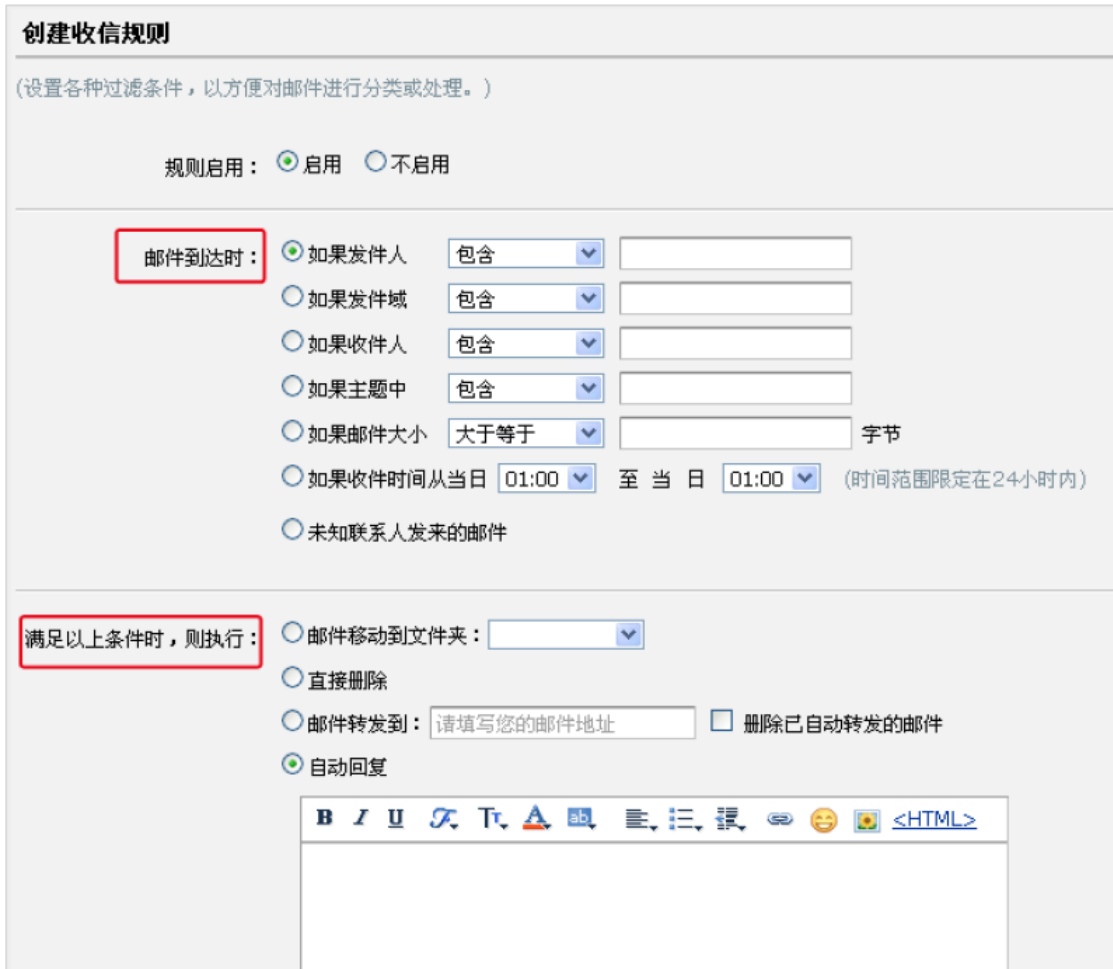 创建收信规则
(设置各种过滤条件，以方便对邮件进行分类或处理。)
规则启用： 启用 不启用
邮件到达时： 如果发件人 包含
如果发件域 包含
如果收件人 包含
如果主题中 包含
如果邮件大小 大于等于 字节
如果收件时间从当日 01:00 至 当 日 01:00 (时间范围限定在24小时内)
未知联系人发来的邮件
满足以上条件时，则执行： 邮件移动到文件夹：
直接删除
邮件转发到： 请填写您的邮件地址 删除已自动转发的邮件
自动回复
B I U F TT A ab <HTML>